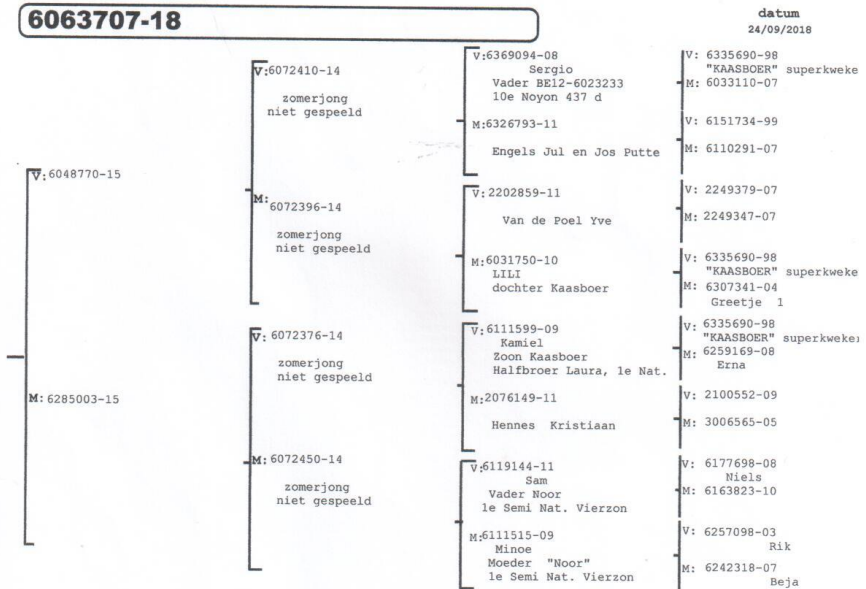 6063707-18
datum
24/09/2018
V:6048770-15
M:6285003-15
V:6072410-14
zomerjong
niet gespeeld
M:6072396-14
zomerjong
niet gespeeld
V:6072376-14
zomerjong
niet gespeeld
M:6072450-14
zomerjong
niet gespeeld
V:6369094-08
Sergio
Vader BE12-6023233
10e Noyon 437 d
M:6326793-11
Engels Jul en Jos Putte
V:2202859-11
Van de Poel Yve
M:6031750-10
LILI
dochter Kaasboer
V:6111599-09
Kamiel
Zoon Kaasboer
Halfbroer Laura, 1e Nat.
M:2076149-11
Hennes Kristiaan
V:6119144-11
Sam
Vader Noor
1e Semi Nat. Vierzon
M:6111515-09
Minoe
Moeder "Noor"
1e Semi Nat. Vierzon
V: 6335690-98
"KAASBOER" superkweke
M: 6033110-07
V: 6151734-99
M: 6110291-07
V: 2249379-07
M: 2249347-07
V: 6335690-98
"KAASBOER" superkweke
M: 6307341-04
Greetje 1
V: 6335690-98
"KAASBOER" superkweker
M: 6259169-08
Erna
V: 2100552-09
M: 3006565-05
V: 6177698-08
Niels
M: 6163823-10
V: 6257098-03
Rik
M: 6242318-07
Beja